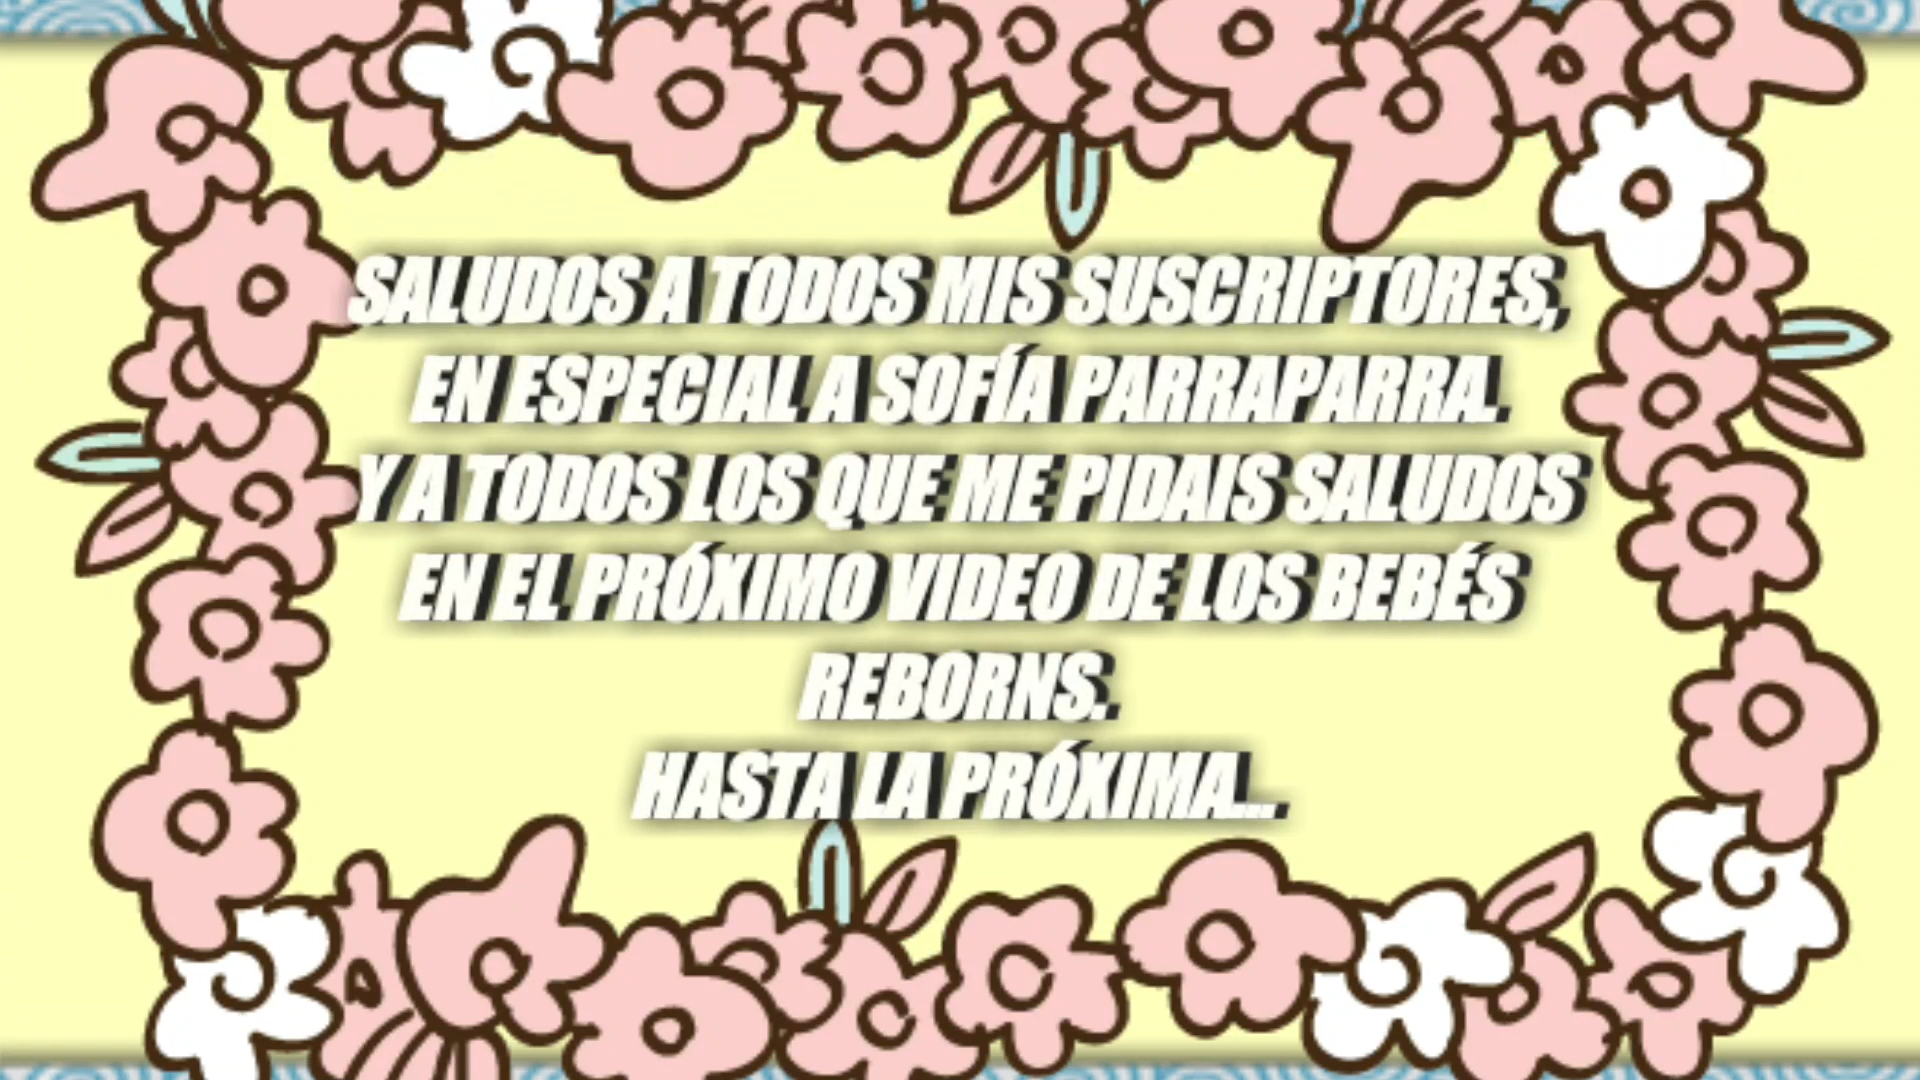 SALUDOS A TODOS MIS SUSCRIPTORES,
EN ESPECIAL A SOFÍA PARRAPARRA.
Y A TODOS LOS QUE ME PIDAIS SALUDOS
EN EL PRÓXIMO VIDEO DE LOS BEBÉS
REBORNS.
HASTA LA PRÓXIMA...